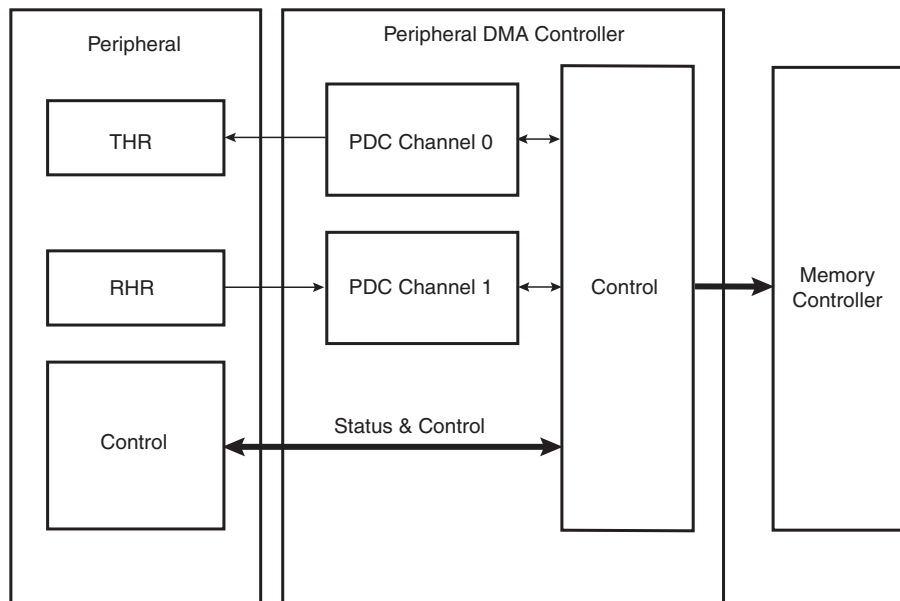 Peripheral
Peripheral DMA Controller
THR
PDC Channel 0
RHR
PDC Channel 1
Control
Memory
Controller
Control
Status & Control